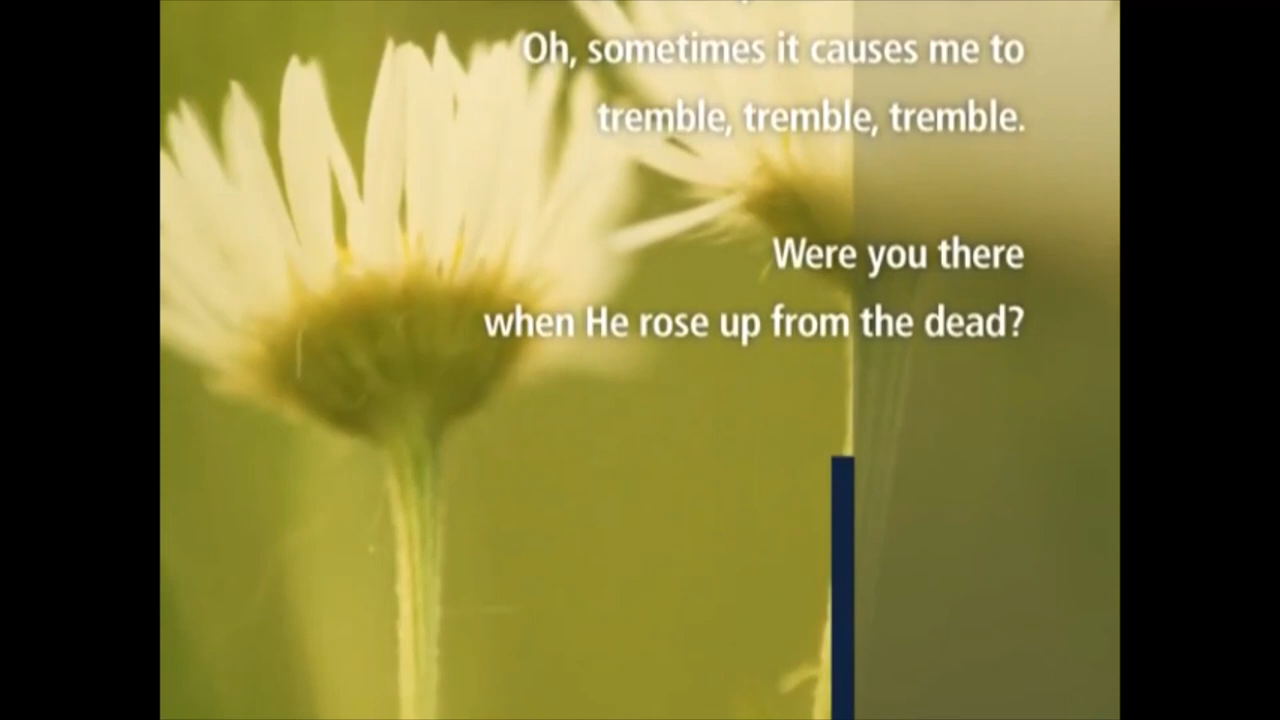 Oh, sometimes it causes me to
tremble, tremble, tremble.
Were you there
when He rose up from the dead?